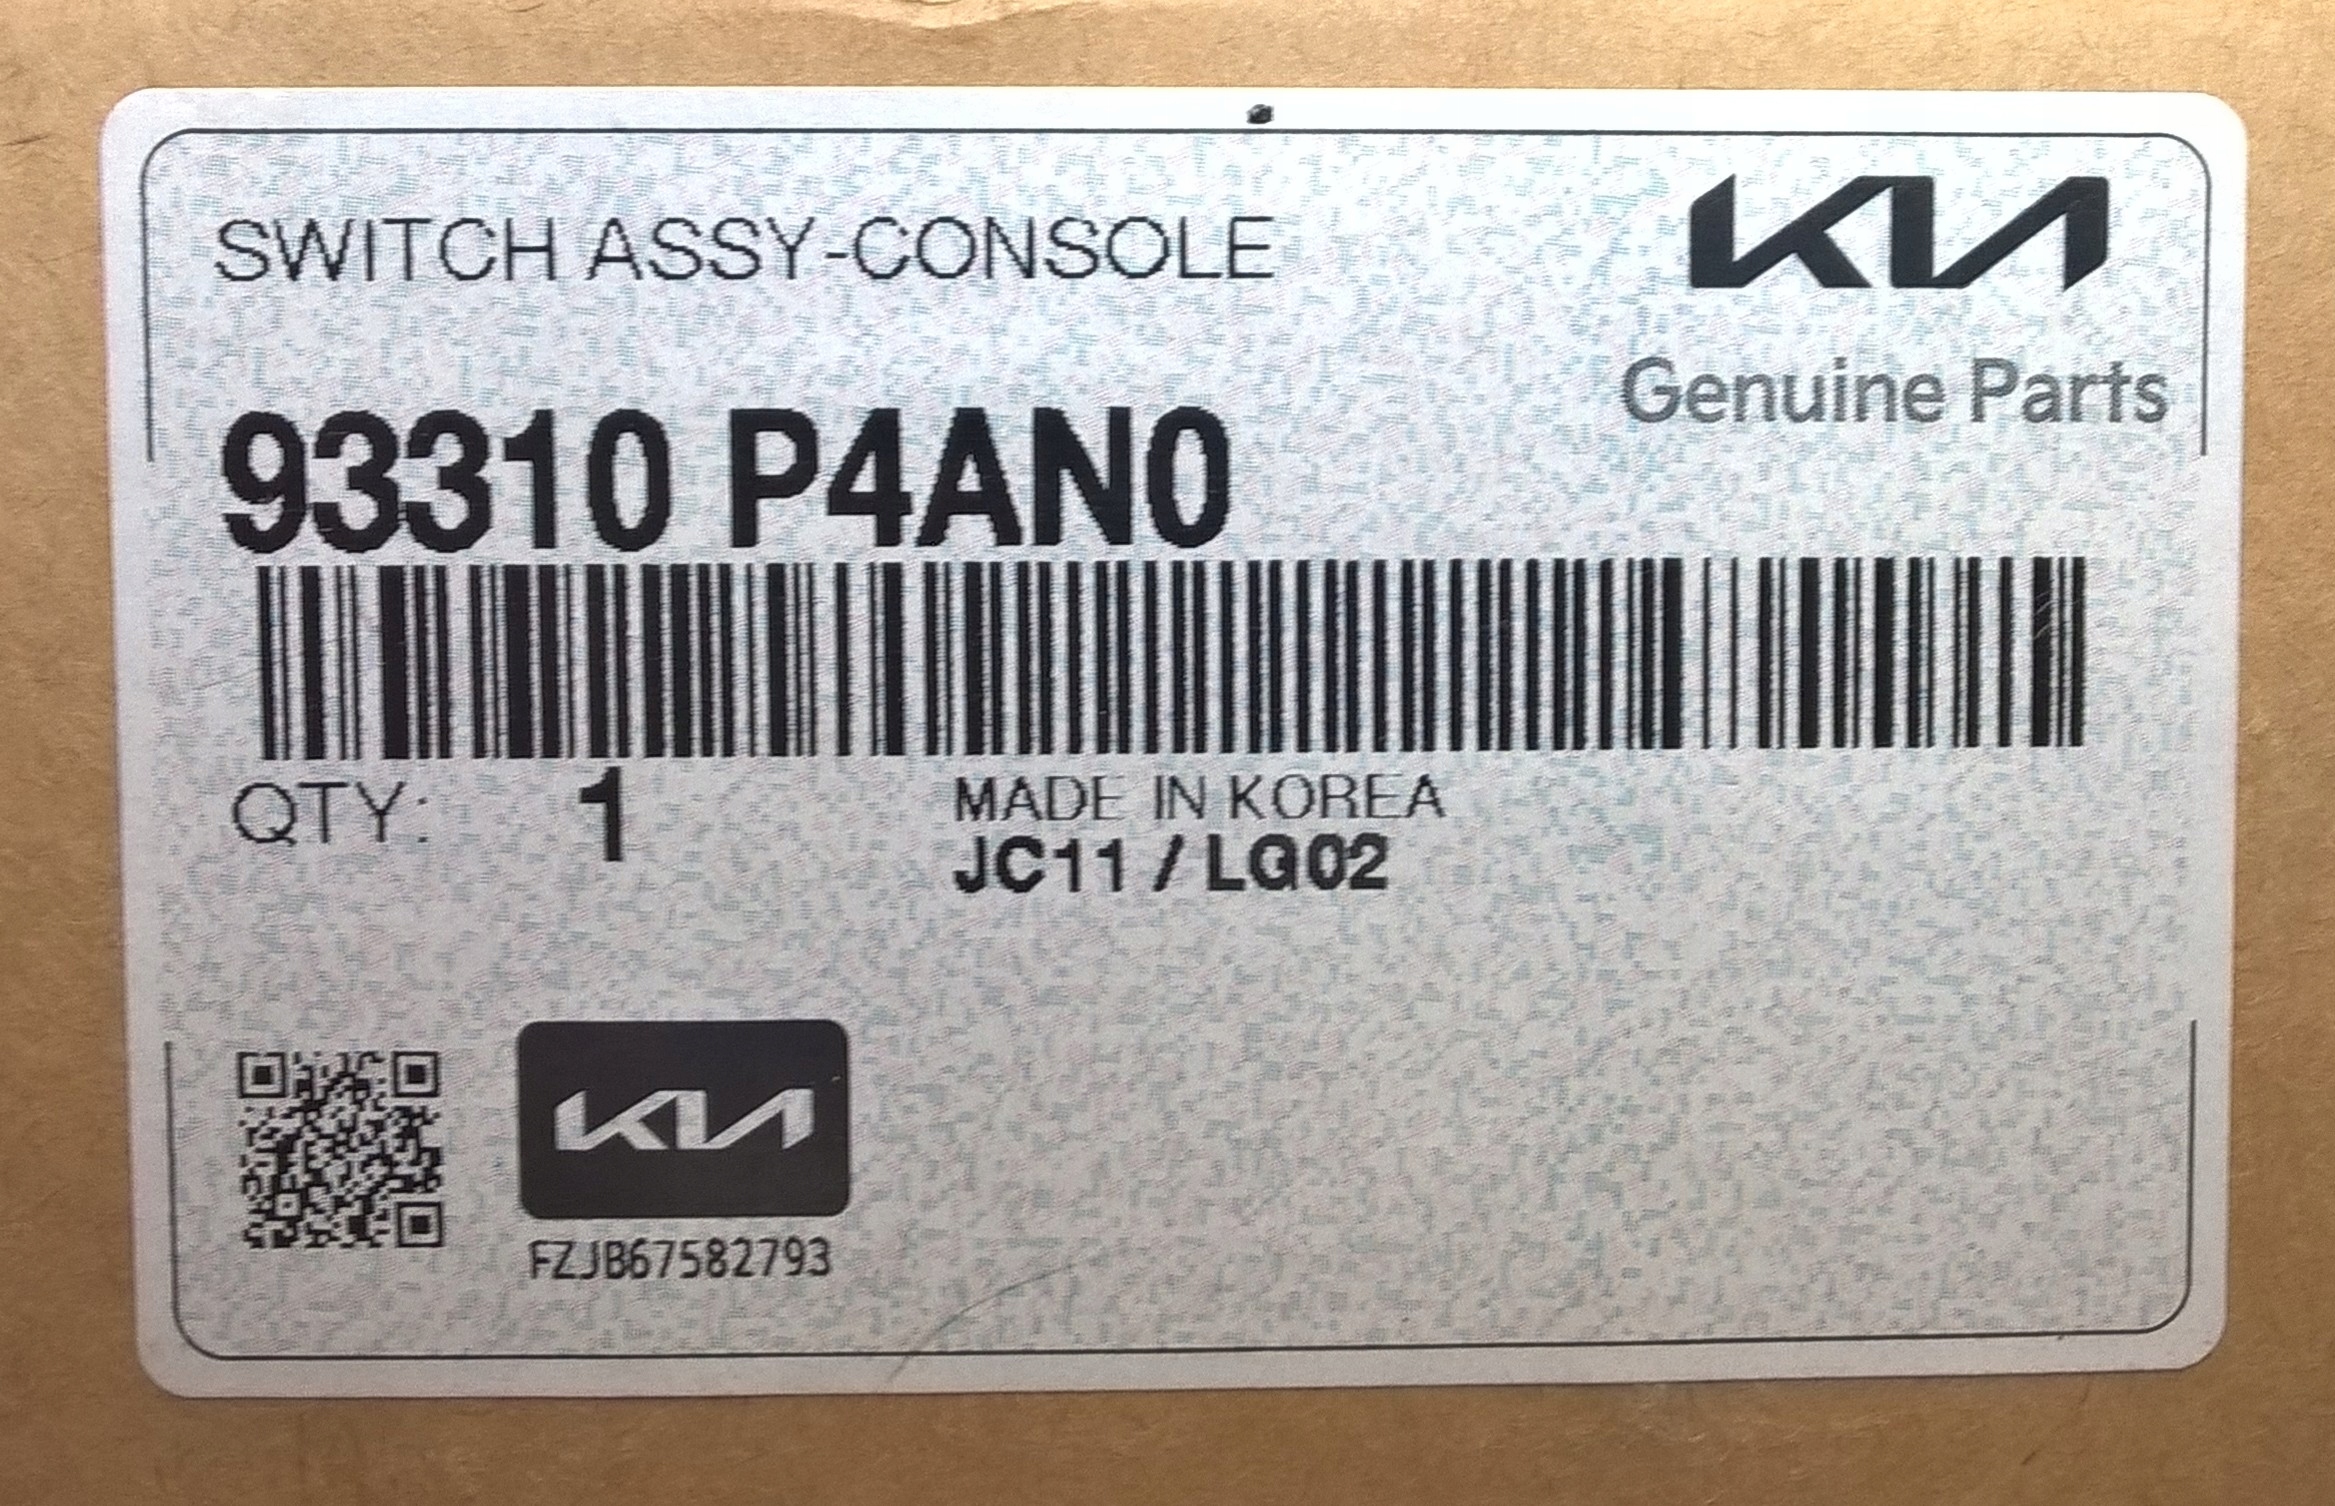 SWITCH ASSY-CONSOLE
KIA
Genuine Parts
93310 P4AN0
QTY: 1
MADE IN KOREA
JC11 / LG02
KIA
FZJB67582793